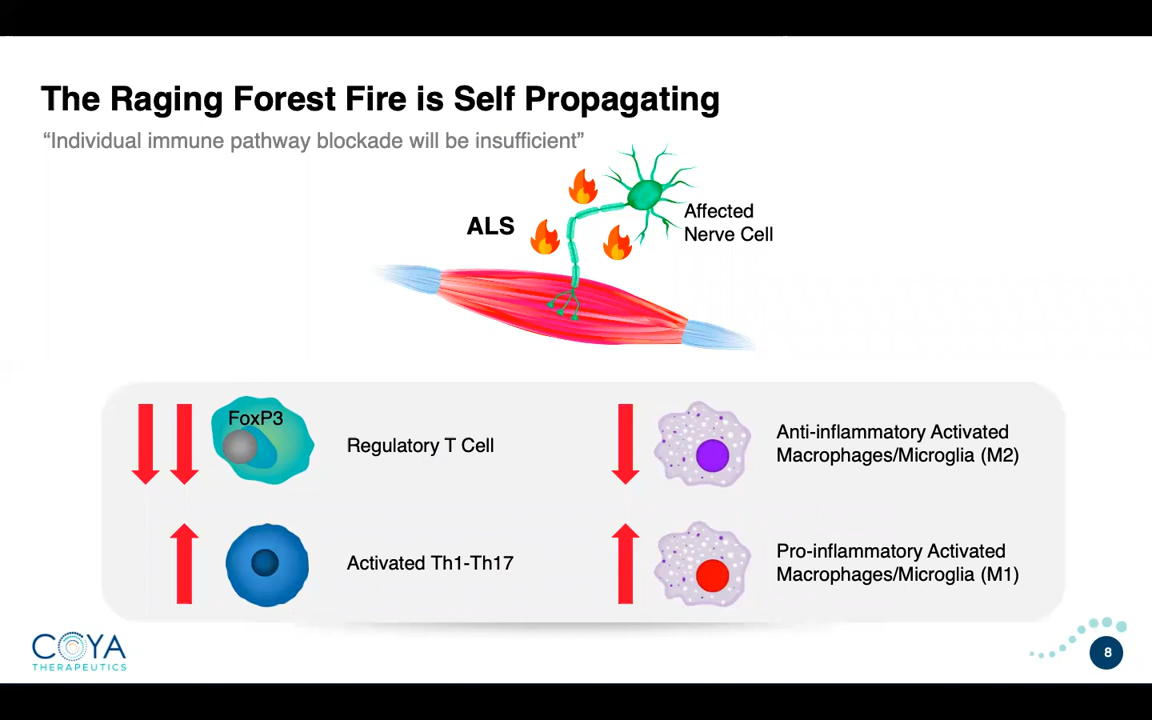 The Raging Forest Fire is Self Propagating
“Individual immune pathway blockade will be insufficient”
ALS
Affected
Nerve Cell
FoxP3
Regulatory T Cell
Anti-inflammatory Activated
Macrophages/Microglia (M2)
Activated Th1-Th17
Pro-inflammatory Activated
Macrophages/Microglia (M1)
COYA
THERAPEUTICS
8